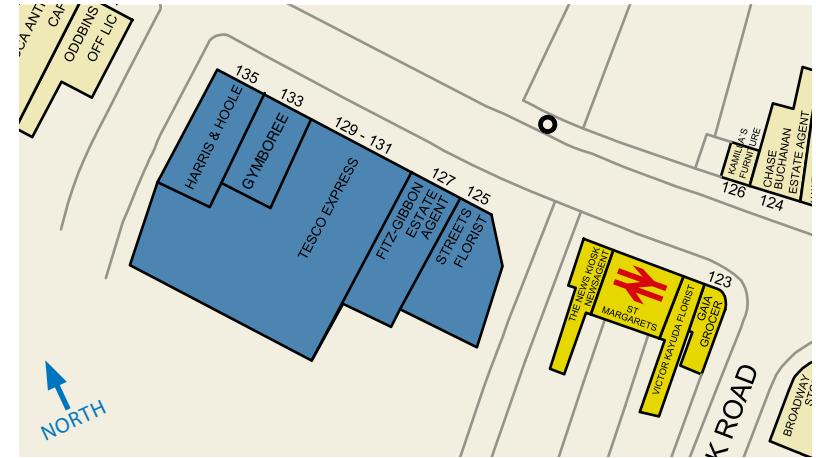 ODDBINS
OFF LIC
135
133
129 - 131
127
125
HARRIS & HOOLE
GYMBOREE
TESCO EXPRESS
FITZ-GIBBON
ESTATE
AGENT
STREETS
FLORIST
KAMILLA'S
FURNITURE
CHASE
BUCHANAN
ESTATE AGENT
126
124
THE NEWS KIOSK
NEWSAGENT
ST
MARGARETS
VICTOR KAYUDA FLORIST
GAIA
GROCER
123
K ROAD
BROADWAY
NORTH